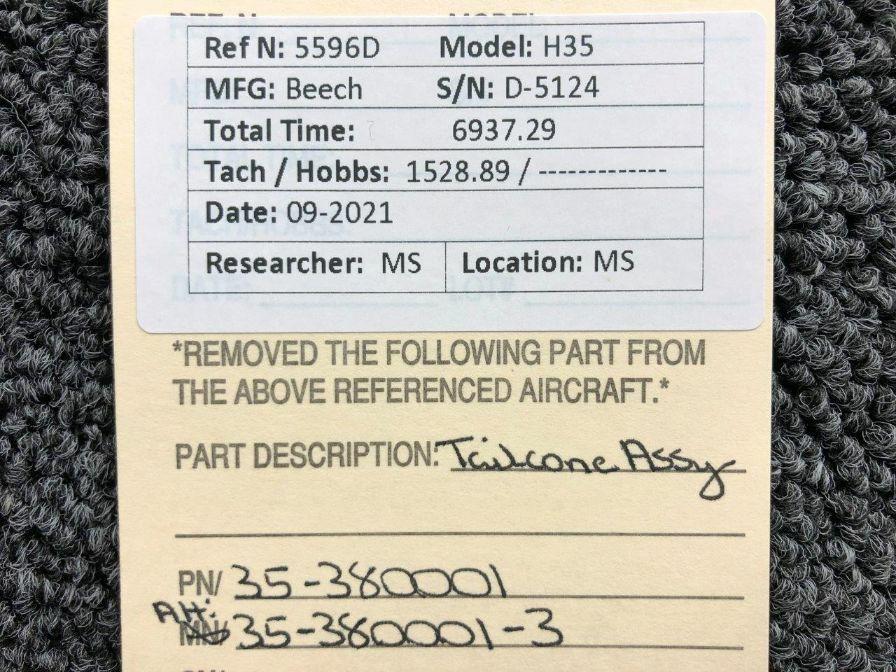 Ref N: 5596D Model: H35
MFG: Beech S/N: D-5124
Total Time: 6937.29
Tach / Hobbs: 1528.89 / -------------
Date: 09-2021
Researcher: MS Location: MS
*REMOVED THE FOLLOWING PART FROM
THE ABOVE REFERENCED AIRCRAFT.*
PART DESCRIPTION: Tailcone Assy
PN/ 35-380001
Alt: 35-380001-3